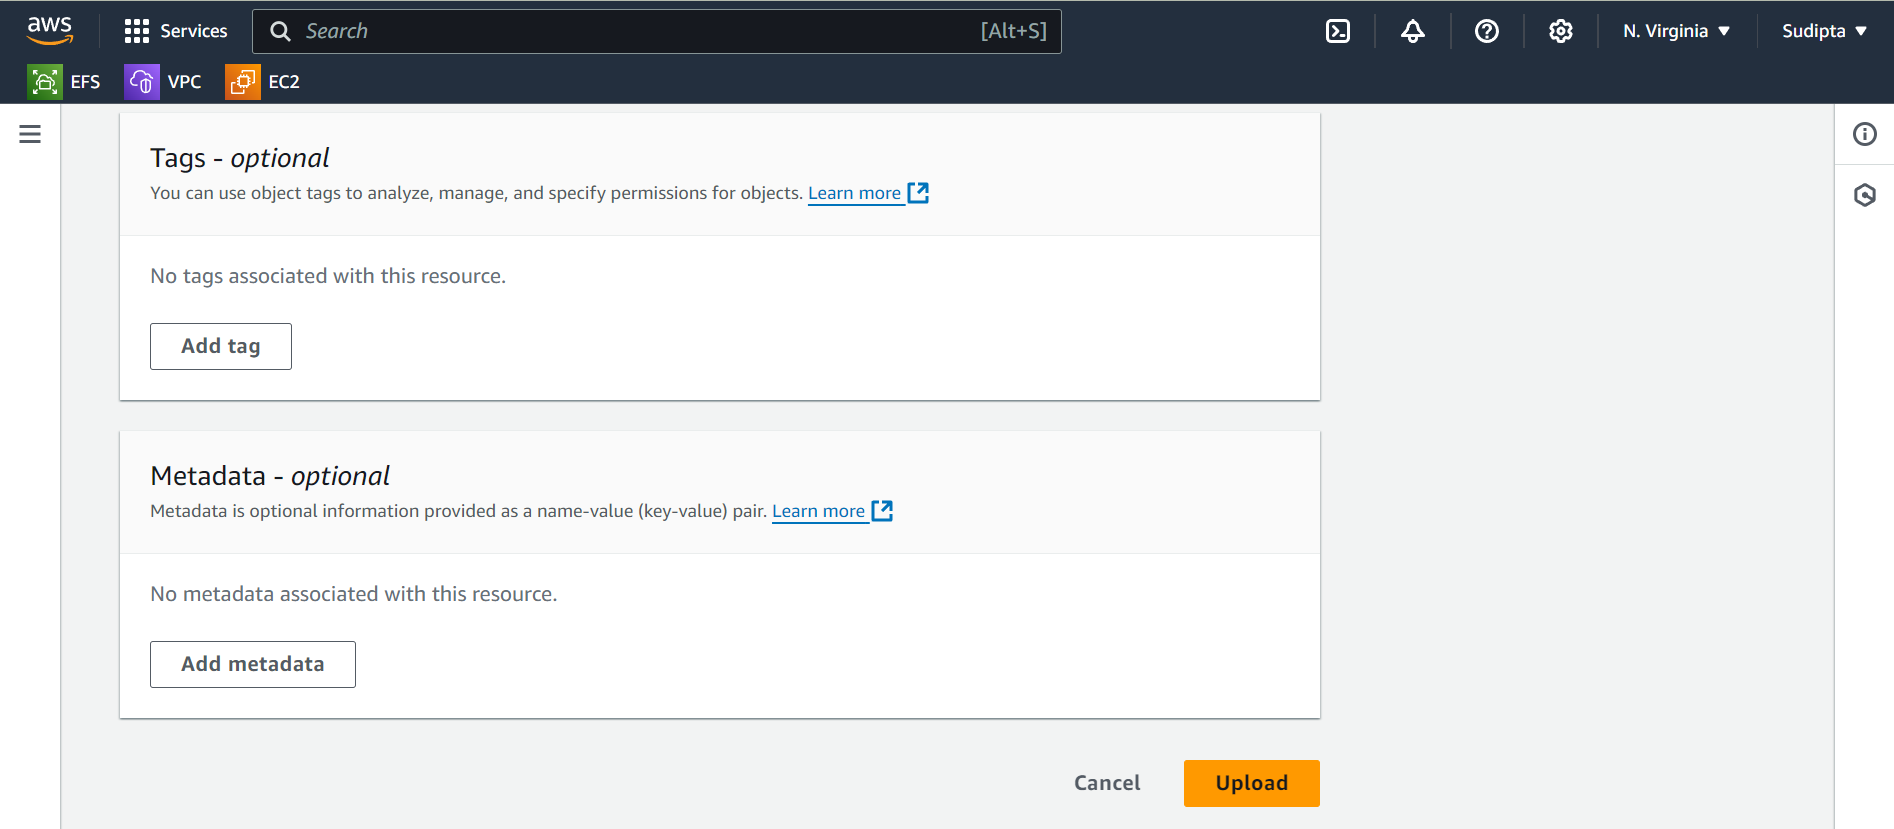 aws
Services
Search
[Alt+S]
N. Virginia
Sudipta
EFS
VPC
EC2
Tags - optional
You can use object tags to analyze, manage, and specify permissions for objects. Learn more
No tags associated with this resource.
Add tag
Metadata - optional
Metadata is optional information provided as a name-value (key-value) pair. Learn more
No metadata associated with this resource.
Add metadata
Cancel
Upload